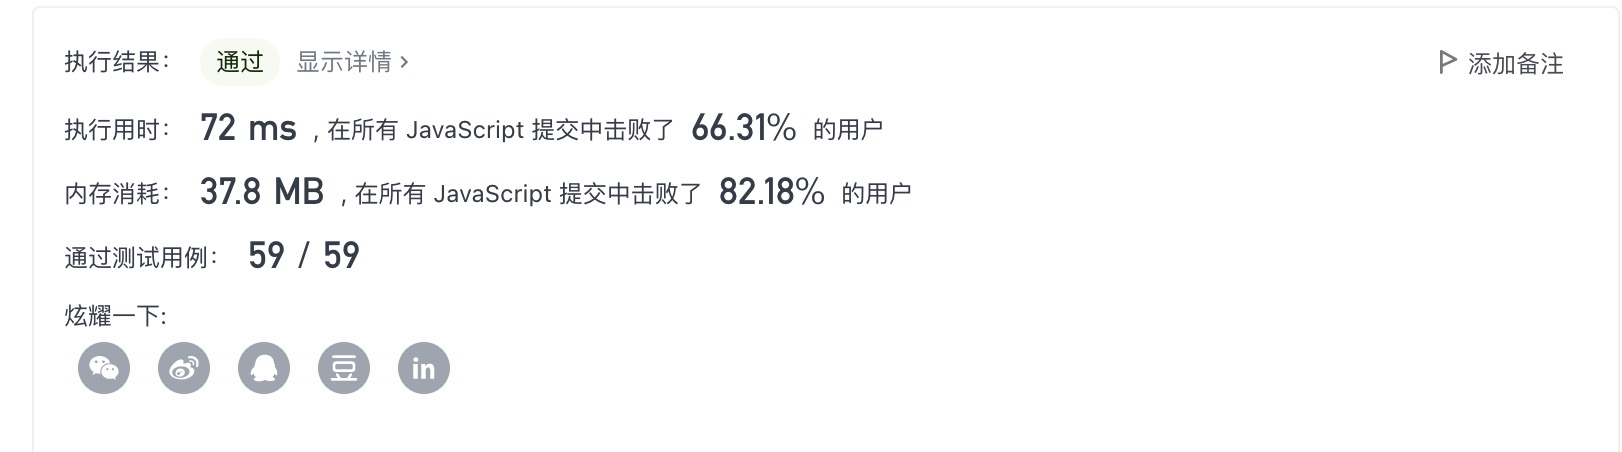 执行结果： 通过 显示详情 › 添加备注
执行用时： 72 ms , 在所有 JavaScript 提交中击败了 66.31% 的用户
内存消耗： 37.8 MB , 在所有 JavaScript 提交中击败了 82.18% 的用户
通过测试用例： 59 / 59
炫耀一下:
豆 in